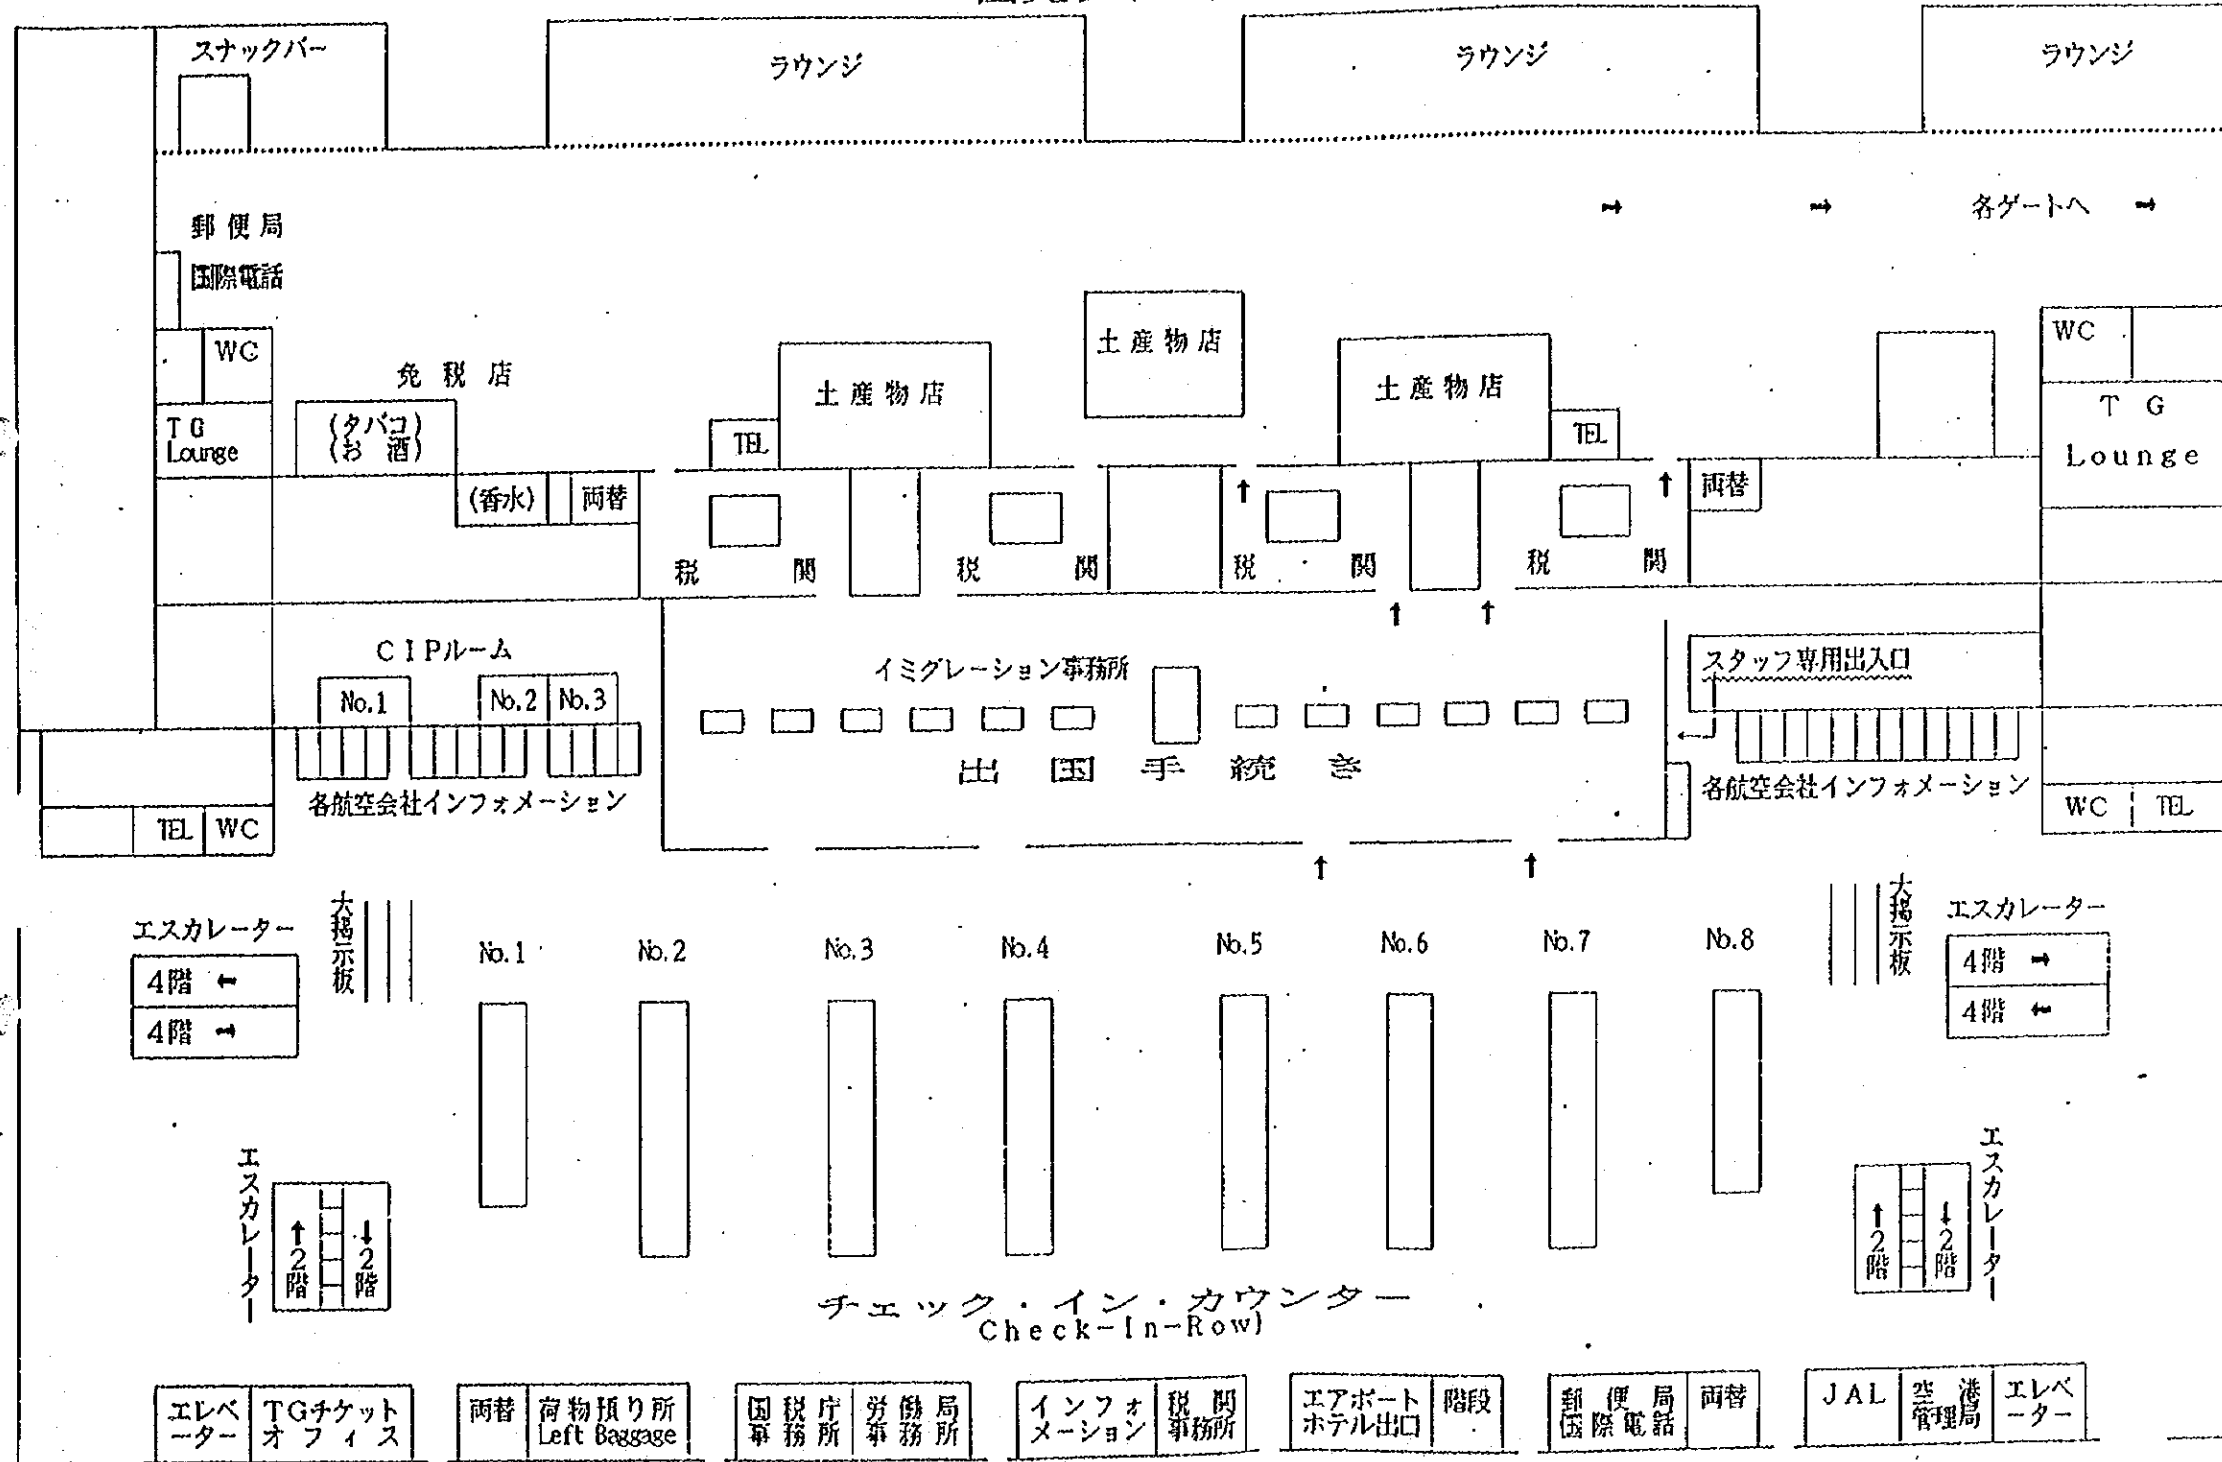 スナックバー
ラウンジ
ラウンジ
ラウンジ
各ゲートへ →
郵便局
国際電話
WC
免税店
土産物店
土産物店
土産物店
WC
TG
Lounge
(タバコ)
(お酒)
TEL
TEL
TG
Lounge
(香水)
両替
両替
税関
税関
税関
税関
CIPルーム
イミグレーション事務所
スタッフ専用出入口
No.1
No.2
No.3
出国手続き
各航空会社インフォメーション
各航空会社インフォメーション
TEL
WC
WC
TEL
エスカレーター
大掲示板
No.1
No.2
No.3
No.4
No.5
No.6
No.7
No.8
大掲示板
エスカレーター
4階 ←
4階 →
4階 →
4階 ←
エスカレーター
↑2階
↓2階
↑2階
↓2階
エスカレーター
チェック・イン・カウンター
Check-In-Row)
エレベーター
TGチケット
オフィス
両替
荷物預り所
Left Baggage
国税庁
事務所
労働局
事務所
インフォ
メーション
税関
事務所
エアポート
ホテル出口
階段
郵便局
国際電話
両替
JAL
空港
管理局
エレベ
ーター